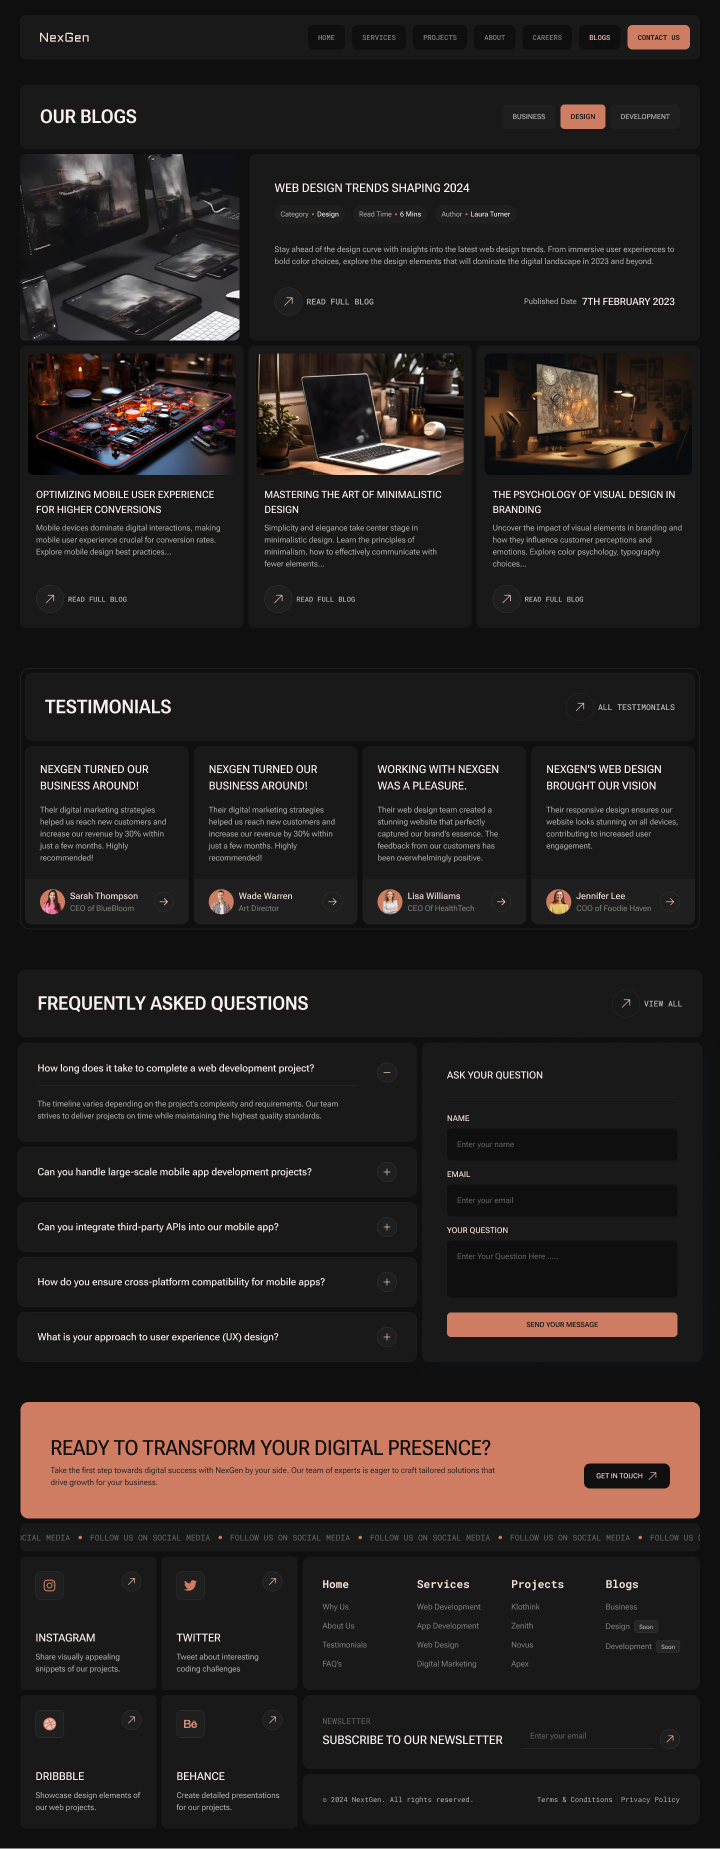 NexGen
HOME
SERVICES
PROJECTS
ABOUT
CAREERS
BLOGS
CONTACT US
OUR BLOGS
BUSINESS
DESIGN
DEVELOPMENT
WEB DESIGN TRENDS SHAPING 2024
Category • Design
Read Time • 6 Mins
Author • Laura Turner
Stay ahead of the design curve with insights into the latest web design trends. From immersive user experiences to
bold color choices, explore the design elements that will dominate the digital landscape in 2023 and beyond.
READ FULL BLOG
Published Date 7TH FEBRUARY 2023
OPTIMIZING MOBILE USER EXPERIENCE
FOR HIGHER CONVERSIONS
Mobile devices dominate digital interactions, making
mobile user experience crucial for conversion rates.
Explore mobile design best practices...
READ FULL BLOG
MASTERING THE ART OF MINIMALISTIC
DESIGN
Simplicity and elegance take center stage in
minimalistic design. Learn the principles of
minimalism, how to effectively communicate with
fewer elements...
READ FULL BLOG
THE PSYCHOLOGY OF VISUAL DESIGN IN
BRANDING
Uncover the impact of visual elements in branding and
how they influence customer perceptions and
emotions. Explore color psychology, typography
choices...
READ FULL BLOG
TESTIMONIALS
ALL TESTIMONIALS
NEXGEN TURNED OUR
BUSINESS AROUND!
Their digital marketing strategies
helped us reach new customers and
increase our revenue by 30% within
just a few months. Highly
recommended!
Sarah Thompson
CEO of BlueBloom
NEXGEN TURNED OUR
BUSINESS AROUND!
Their digital marketing strategies
helped us reach new customers and
increase our revenue by 30% within
just a few months. Highly
recommended!
Wade Warren
Art Director
WORKING WITH NEXGEN
WAS A PLEASURE.
Their web design team created a
stunning website that perfectly
captured our brand's essence. The
feedback from our customers has
been overwhelmingly positive.
Lisa Williams
CEO Of HealthTech
NEXGEN'S WEB DESIGN
BROUGHT OUR VISION
Their responsive design ensures our
website looks stunning on all devices,
contributing to increased user
engagement.
Jennifer Lee
COO of Foodie Haven
FREQUENTLY ASKED QUESTIONS
VIEW ALL
How long does it take to complete a web development project?
The timeline varies depending on the project's complexity and requirements. Our team
strives to deliver projects on time while maintaining the highest quality standards.
Can you handle large-scale mobile app development projects?
Can you integrate third-party APIs into our mobile app?
How do you ensure cross-platform compatibility for mobile apps?
What is your approach to user experience (UX) design?
ASK YOUR QUESTION
NAME
Enter your name
EMAIL
Enter your email
YOUR QUESTION
Enter Your Question Here .....
SEND YOUR MESSAGE
READY TO TRANSFORM YOUR DIGITAL PRESENCE?
Take the first step towards digital success with NexGen by your side. Our team of experts is eager to craft tailored solutions that
drive growth for your business.
GET IN TOUCH
OCIAL MEDIA • FOLLOW US ON SOCIAL MEDIA • FOLLOW US ON SOCIAL MEDIA • FOLLOW US ON SOCIAL MEDIA • FOLLOW US ON SOCIAL MEDIA • FOLLOW US
INSTAGRAM
Share visually appealing
snippets of our projects.
TWITTER
Tweet about interesting
coding challenges
DRIBBBLE
Showcase design elements of
our web projects.
Bē
BEHANCE
Create detailed presentations
for our projects.
Home
Why Us
About Us
Testimonials
FAQ's
Services
Web Development
App Development
Web Design
Digital Marketing
Projects
Klothink
Zenith
Novus
Apex
Blogs
Business
Design Soon
Development Soon
NEWSLETTER
SUBSCRIBE TO OUR NEWSLETTER
Enter your email
© 2024 NextGen. All rights reserved.
Terms & Conditions
Privacy Policy